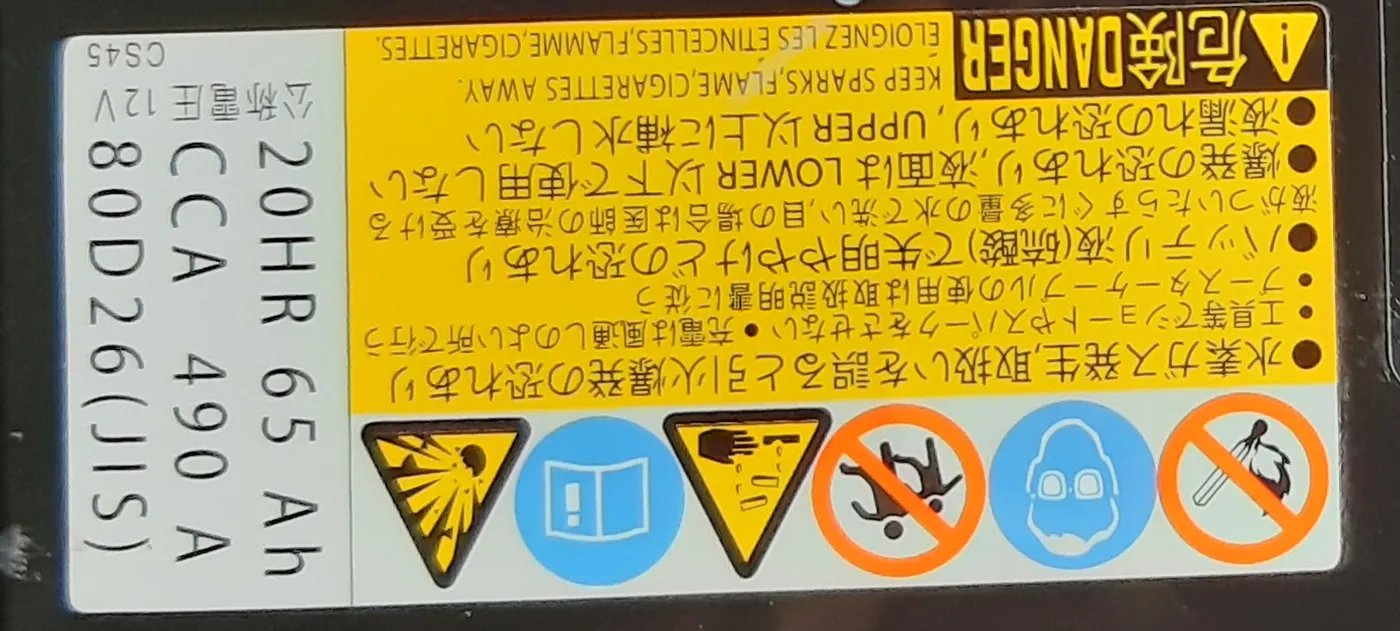 危険DANGER
KEEP SPARKS,FLAME,CIGARETTES AWAY.
ÉLOIGNEZ LES ETINCELLES,FLAMME,CIGARETTES.
●液漏れの恐れあり,UPPER以上に補水しない
●爆発の恐れあり,液面はLOWER以下で使用しない
液がついたらすぐに多量の水で洗い,目の場合は医師の治療を受ける
●バッテリ液(硫酸)で失明ややけどの恐れあり
・ブースターケーブルの使用は取扱説明書に従う
・工具等でショートやスパークをさせない ・充電は風通しのよい所で行う
●水素ガス発生,取扱いを誤ると引火爆発の恐れあり
CS45
公称電圧 12V
20HR 65 Ah
CCA 490 A
80D26(JIS)